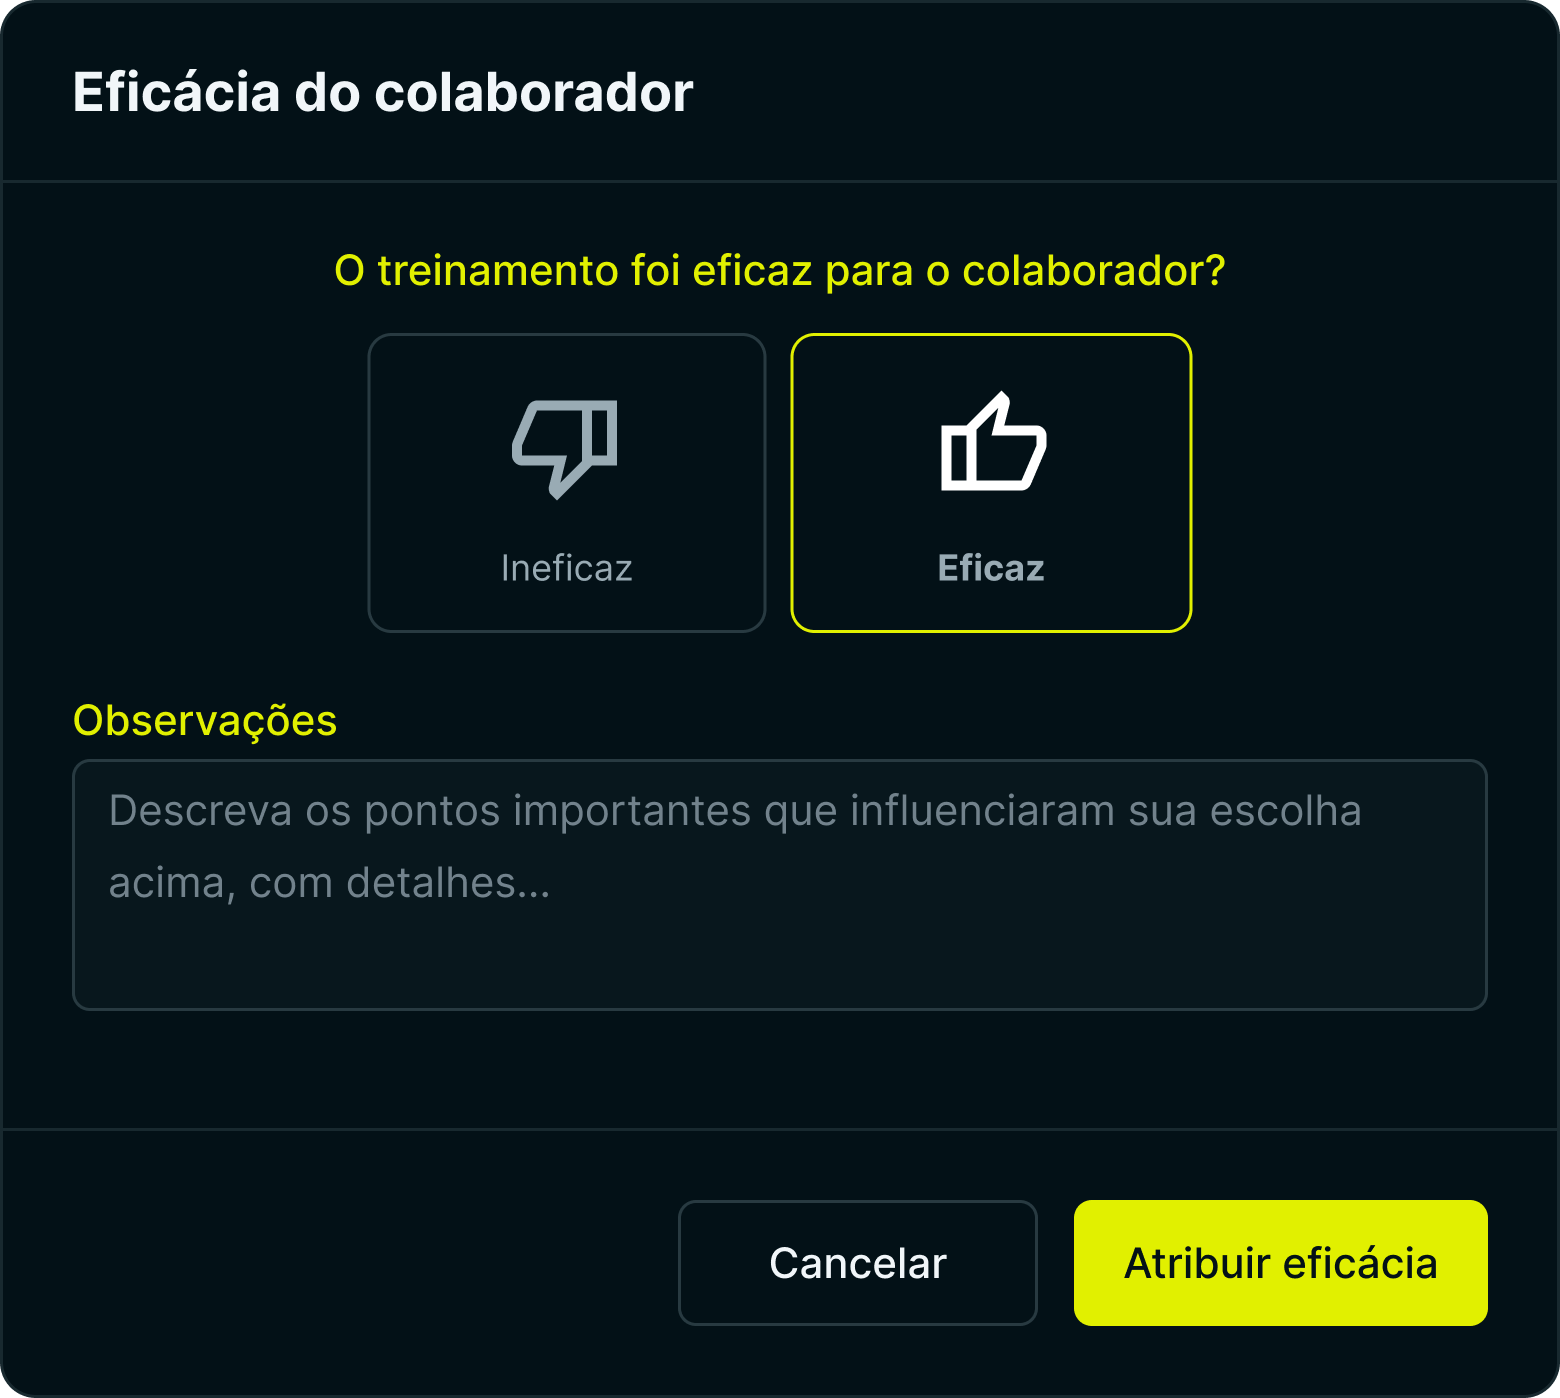 Eficácia do colaborador
O treinamento foi eficaz para o colaborador?
Ineficaz
Eficaz
Observações
Descreva os pontos importantes que influenciaram sua escolha
acima, com detalhes...
Cancelar
Atribuir eficácia